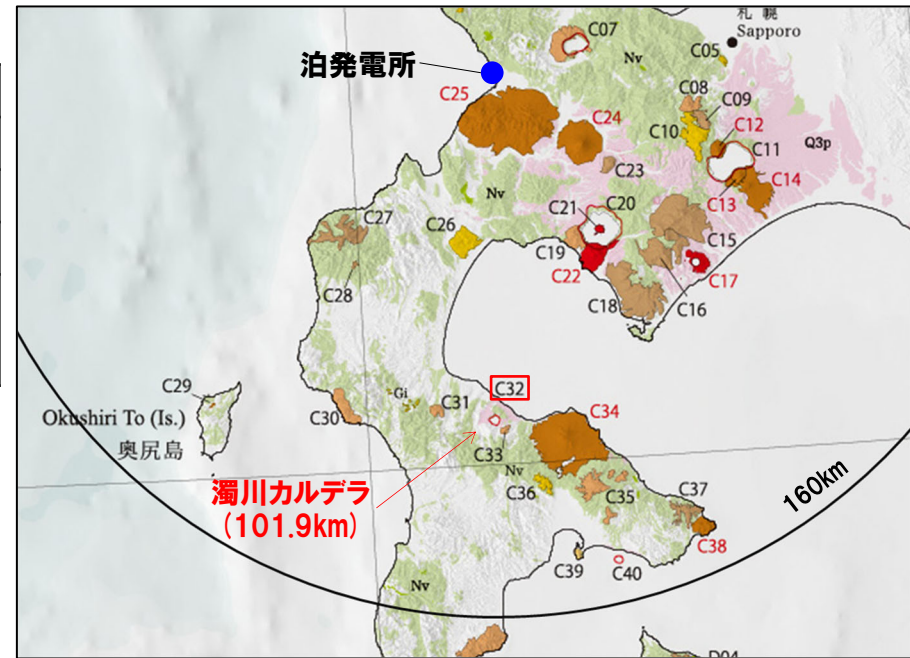 札 幌
Sapporo
C07
Nv
C05
泊発電所
C25
C24
C08
C09
C10
C12
C11
Q3p
C23
C13
C14
Nv
C20
C21
C27
C26
C15
C19
C22
C17
C28
C18
C16
C29
Okushiri To (Is.)
奥尻島
C30
Gi
C31
C32
C34
C33
Nv
濁川カルデラ
(101.9km)
C36
C35
C37
160km
C38
C39
C40
Nv
D04